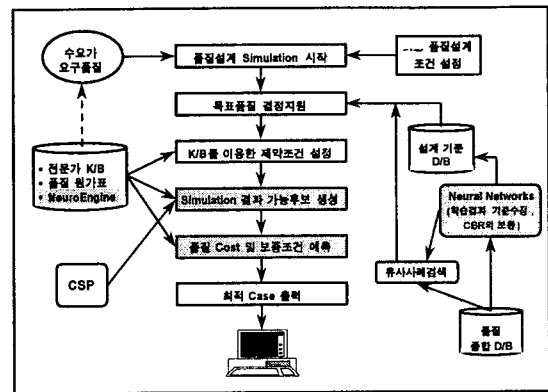 수요가
요구품질
품질설계 Simulation 시작
품질설계
조건 설정
목표품질 결정지원
K/B를 이용한 제약조건 설정
설계 기준
D/B
• 전문가 K/B
• 품질 원가표
• NeuroEngine
Simulation 결과 가능후보 생성
Neural Networks
(학습결과 기준수정,
CBR의 보완)
품질 Cost 및 보증조건 예측
유사사례검색
CSP
최적 Case 출력
품질
종합 D/B